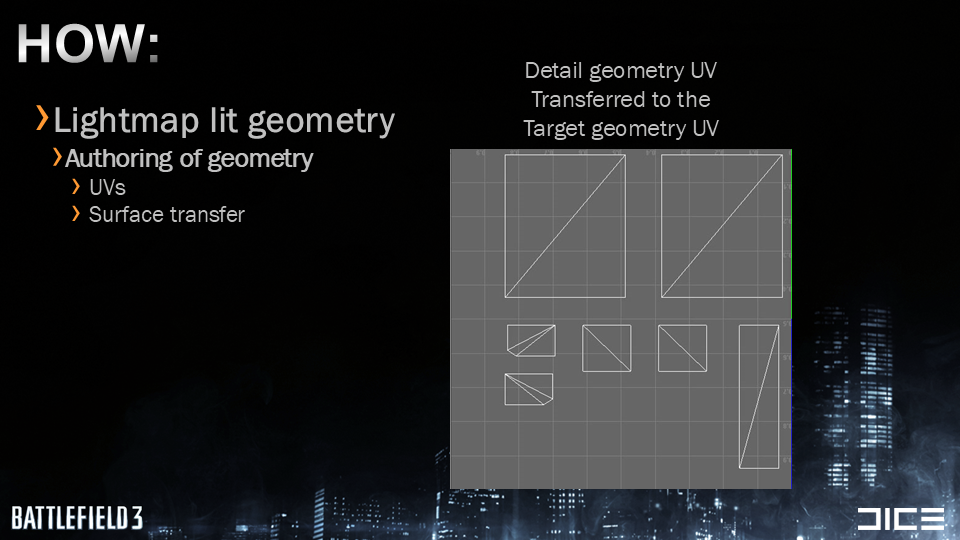 HOW:
Lightmap lit geometry
Authoring of geometry
UVs
Surface transfer
Detail geometry UV
Transferred to the
Target geometry UV
BATTLEFIELD 3
DICE